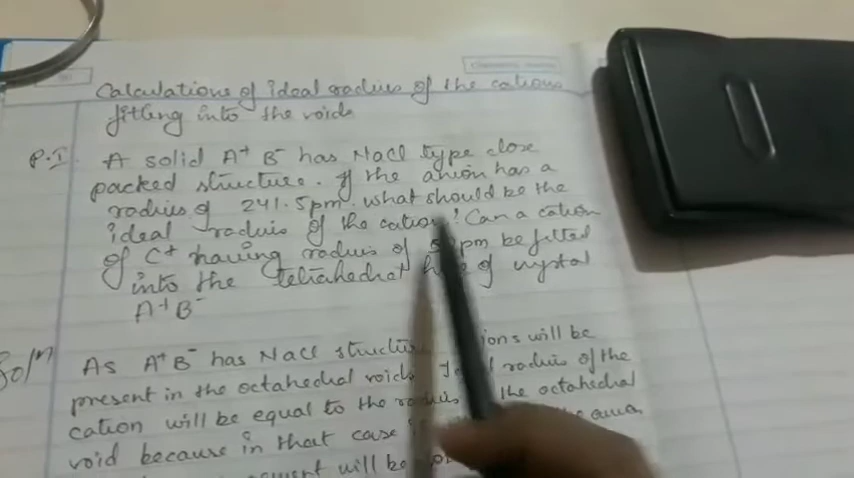 Calculations of ideal radius of the cations
fitting into the voids
P.I A solid A+ B- has NaCl type close
packed structure. If the anion has a
radius of 241.5pm. what should be the
ideal radius of the cation? Can a cation
of C+ having radius of pm be fitted
into the tetrahedral of crystal
A+B-
Soln As A+B- has NaCl ions will be
present in the octahedral voids radius of the
cation will be equal to the the octahedral
void because in that case
will be